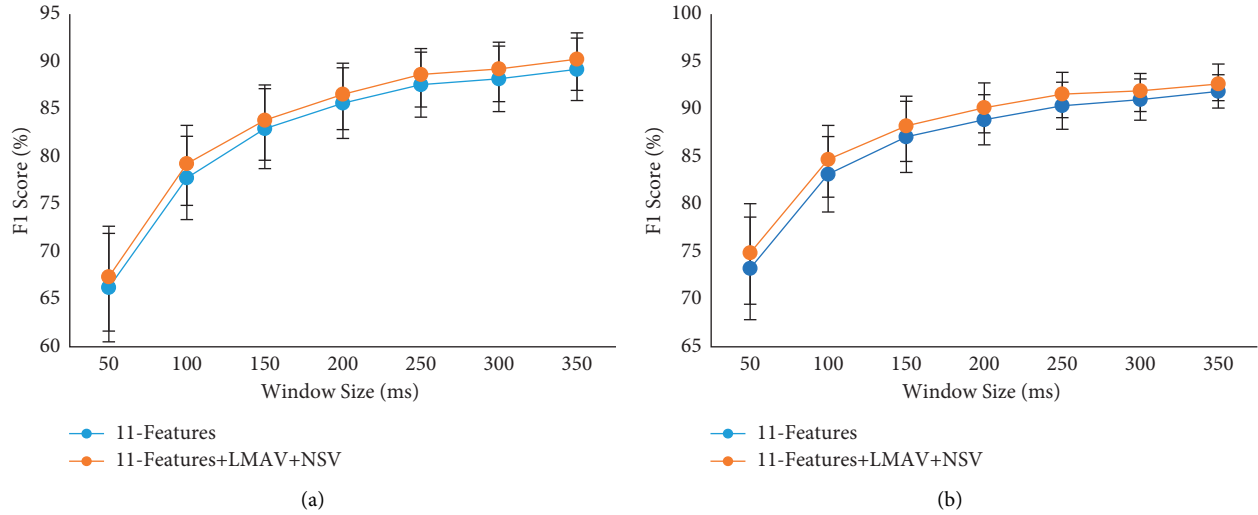 95
90
85
80
75
70
65
60
F1 Score (%)
50 100 150 200 250 300 350
Window Size (ms)
11-Features
11-Features+LMAV+NSV
(a)
100
95
90
85
80
75
70
65
F1 Score (%)
50 100 150 200 250 300 350
Window Size (ms)
11-Features
11-Features+LMAV+NSV
(b)